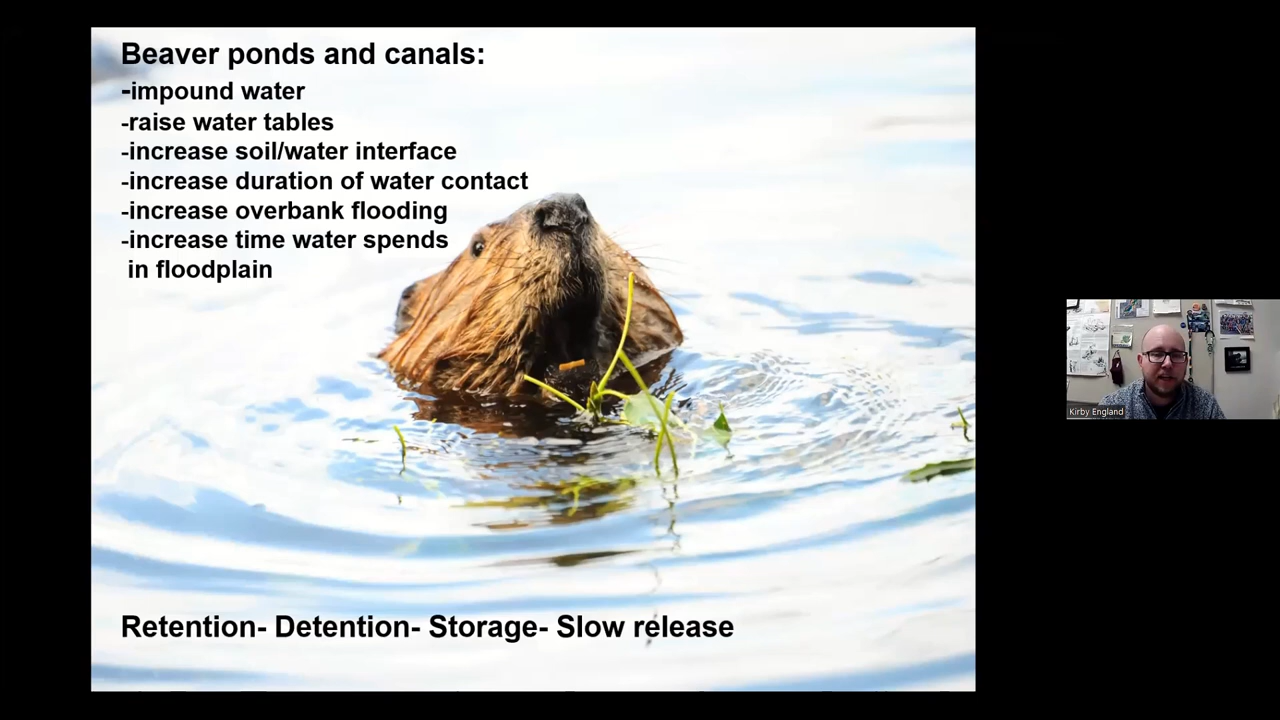 Beaver ponds and canals:
-impound water
-raise water tables
-increase soil/water interface
-increase duration of water contact
-increase overbank flooding
-increase time water spends
in floodplain
Kirby England
Retention- Detention- Storage- Slow release